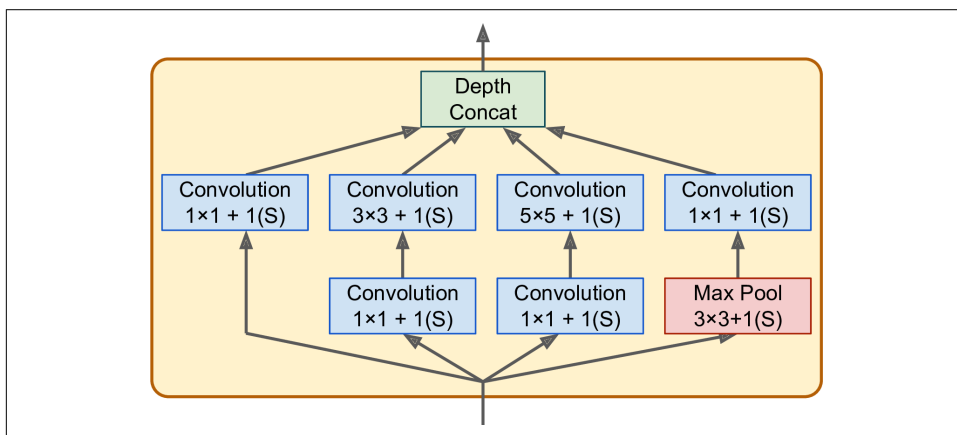 Depth
Concat
Convolution
1×1 + 1(S)
Convolution
3×3 + 1(S)
Convolution
5×5 + 1(S)
Convolution
1×1 + 1(S)
Convolution
1×1 + 1(S)
Convolution
1×1 + 1(S)
Max Pool
3×3+1(S)